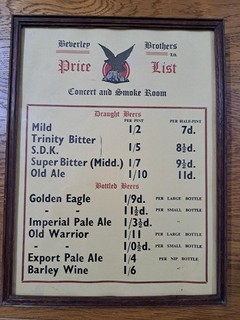 Beverley Brothers Ltd.
Price List
Concert and Smoke Room
Draught Beers
PER PINT PER HALF-PINT
Mild 1/2 7d.
Trinity Bitter
S.D.K. 1/5 8½d.
Super Bitter (Midd.) 1/7 9½d.
Old Ale 1/10 11d.
Bottled Beers
Golden Eagle 1/9d. PER LARGE BOTTLE
- - 11½d. PER SMALL BOTTLE
Imperial Pale Ale 1/3½d. " "
Old Warrior 1/11 PER LARGE BOTTLE
- - 1/0½d. PER SMALL BOTTLE
Export Pale Ale 1/4 PER NIP BOTTLE
Barley Wine 1/6 " "